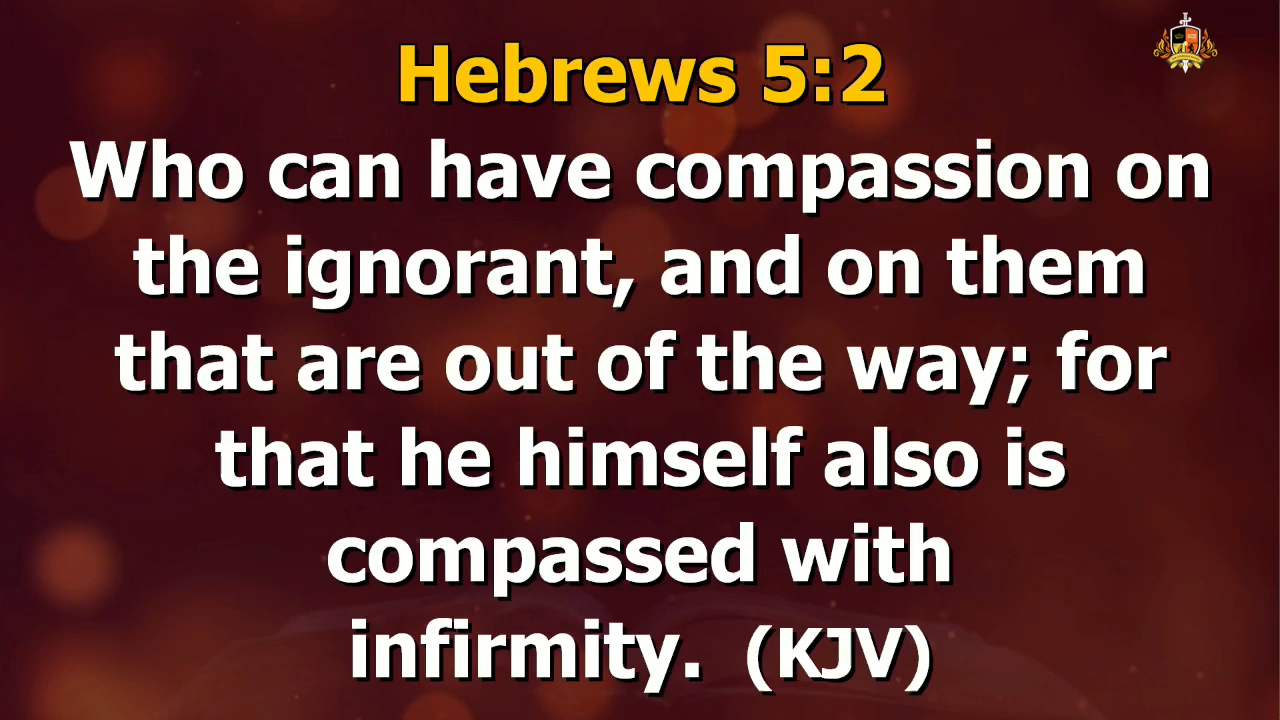 Hebrews 5:2
Who can have compassion on
the ignorant, and on them
that are out of the way; for
that he himself also is
compassed with
infirmity. (KJV)